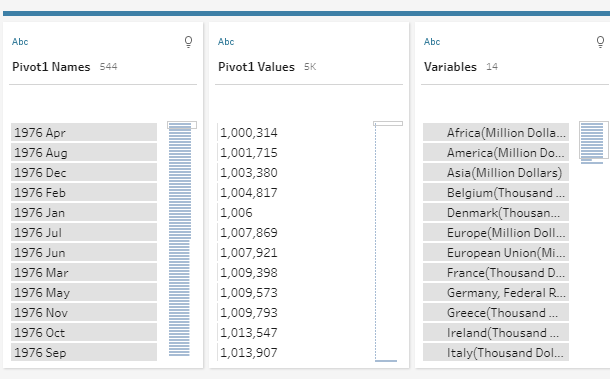 Abc
Pivot1 Names 544
1976 Apr
1976 Aug
1976 Dec
1976 Feb
1976 Jan
1976 Jul
1976 Jun
1976 Mar
1976 May
1976 Nov
1976 Oct
1976 Sep
Abc
Pivot1 Values 5K
1,000,314
1,001,715
1,003,380
1,004,817
1,006
1,007,869
1,007,921
1,009,398
1,009,573
1,009,793
1,013,547
1,013,907
Abc
Variables 14
Africa(Million Dolla...
America(Million Do...
Asia(Million Dollars)
Belgium(Thousand ...
Denmark(Thousan...
Europe(Million Doll...
European Union(Mi...
France(Thousand D...
Germany, Federal R...
Greece(Thousand ...
Ireland(Thousand ...
Italy(Thousand Dol...